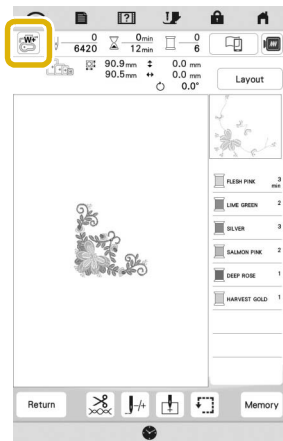 ?
W+
0
6420
0min
12min
0
6
90.9mm 0.0 mm
90.5mm 0.0 mm
0.0°
Layout
FLESH PINK 3 min
LIME GREEN 2
SILVER 3
SALMON PINK 2
DEEP ROSE 1
HARVEST GOLD 1
Return
-/+
Memory